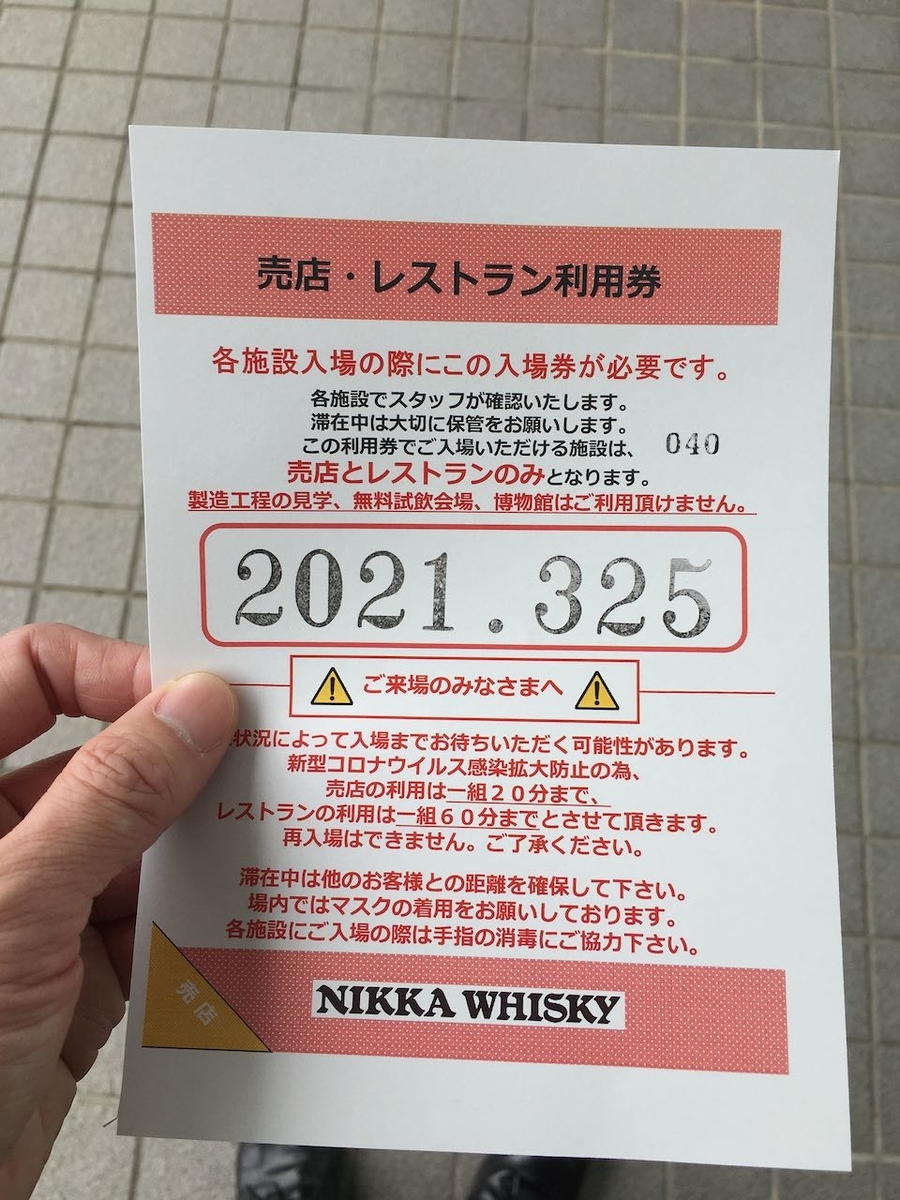 売店・レストラン利用券
各施設入場の際にこの入場券が必要です。
各施設でスタッフが確認いたします。
滞在中は大切に保管をお願いします。
この利用券でご入場いただける施設は、 040
売店とレストランのみとなります。
製造工程の見学、無料試飲会場、博物館はご利用頂けません。
2021.325
ご来場のみなさまへ
状況によって入場までお待ちいただく可能性があります。
新型コロナウイルス感染拡大防止の為、
売店の利用は一組20分まで、
レストランの利用は一組60分までとさせて頂きます。
再入場はできません。ご了承ください。
滞在中は他のお客様との距離を確保して下さい。
場内ではマスクの着用をお願いしております。
各施設にご入場の際は手指の消毒にご協力下さい。
売店
NIKKA WHISKY